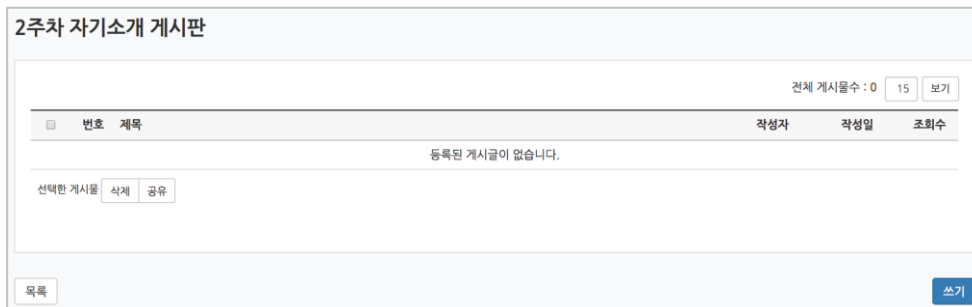 2주차 자기소개 게시판
전체 게시물수 : 0 15 보기
번호 제목 작성자 작성일 조회수
등록된 게시글이 없습니다.
선택한 게시물 삭제 공유
목록 쓰기